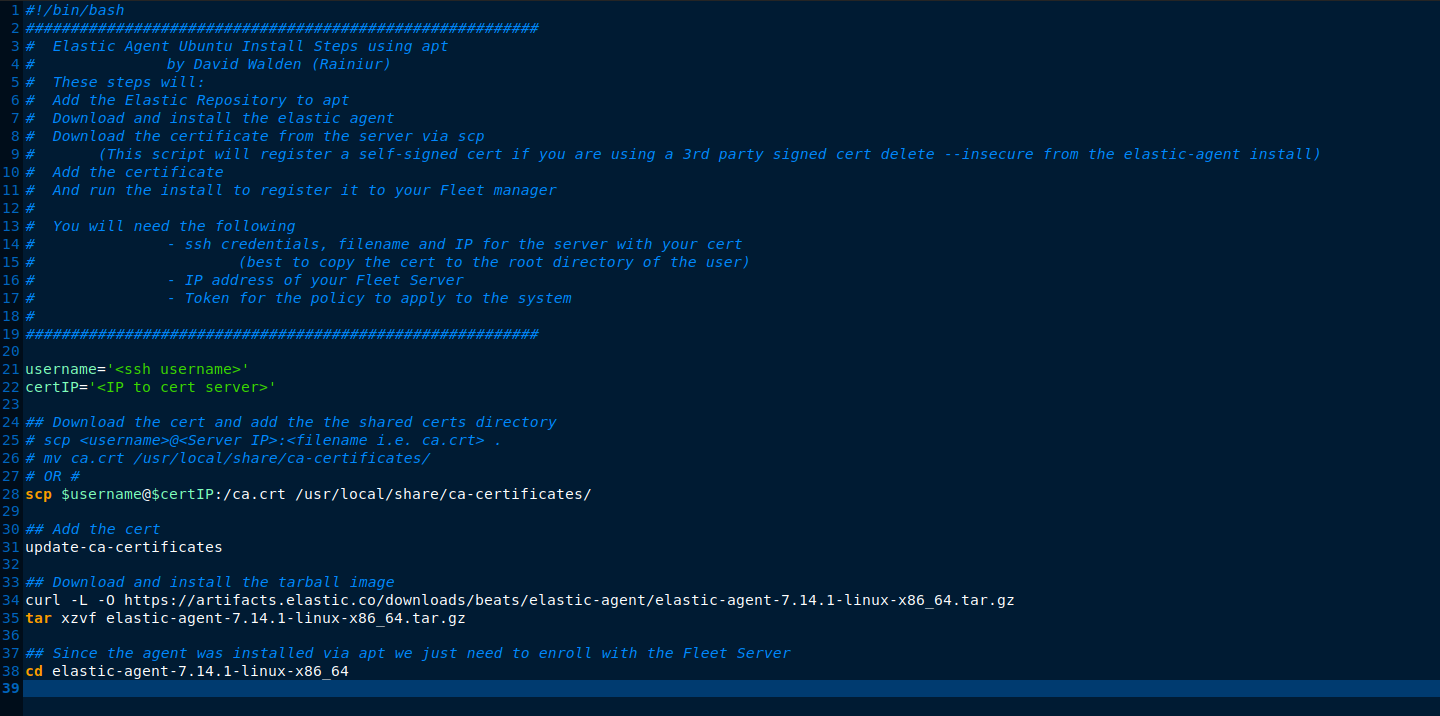 1 #!/bin/bash
2 #########################################################
3 #  Elastic Agent Ubuntu Install Steps using apt
4 #               by David Walden (Rainiur)
5 #  These steps will:
6 #  Add the Elastic Repository to apt
7 #  Download and install the elastic agent
8 #  Download the certificate from the server via scp
9 #       (This script will register a self-signed cert if you are using a 3rd party signed cert delete --insecure from the elastic-agent install)
10 #  Add the certificate
11 #  And run the install to register it to your Fleet manager
12 #
13 #  You will need the following
14 #               - ssh credentials, filename and IP for the server with your cert
15 #                       (best to copy the cert to the root directory of the user)
16 #               - IP address of your Fleet Server
17 #               - Token for the policy to apply to the system
18 #
19 #########################################################
20
21 username='<ssh username>'
22 certIP='<IP to cert server>'
23
24 ## Download the cert and add the the shared certs directory
25 # scp <username>@<Server IP>:<filename i.e. ca.crt> .
26 # mv ca.crt /usr/local/share/ca-certificates/
27 # OR #
28 scp $username@$certIP:/ca.crt /usr/local/share/ca-certificates/
29
30 ## Add the cert
31 update-ca-certificates
32
33 ## Download and install the tarball image
34 curl -L -O https://artifacts.elastic.co/downloads/beats/elastic-agent/elastic-agent-7.14.1-linux-x86_64.tar.gz
35 tar xzvf elastic-agent-7.14.1-linux-x86_64.tar.gz
36
37 ## Since the agent was installed via apt we just need to enroll with the Fleet Server
38 cd elastic-agent-7.14.1-linux-x86_64
39